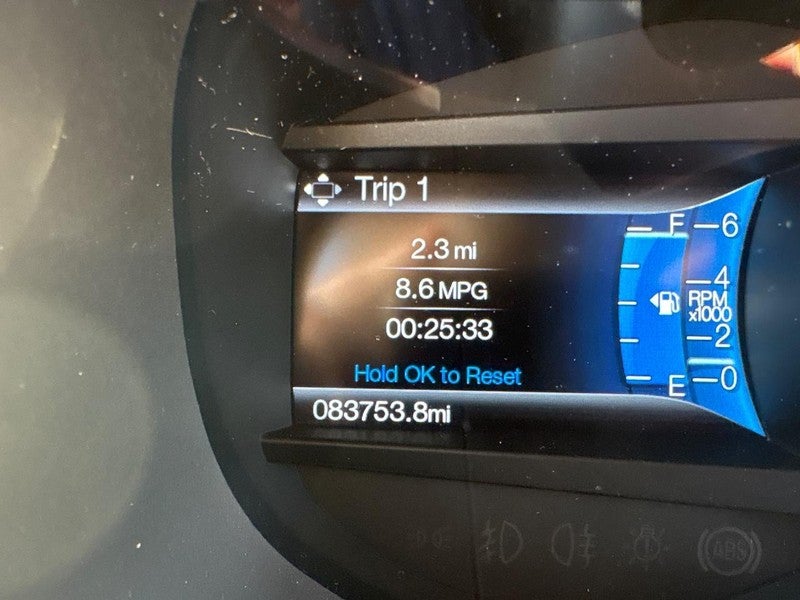 Trip 1
2.3 mi
8.6 MPG
00:25:33
Hold OK to Reset
083753.8mi
F
E
6
4
RPM
x1000
2
0
ABS